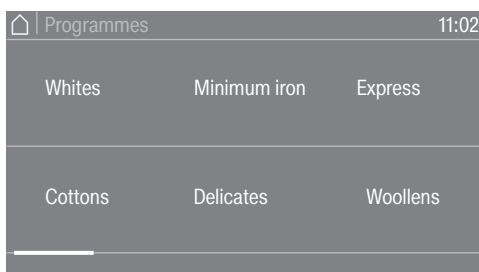 Programmes 11:02
Whites Minimum iron Express
Cottons Delicates Woollens